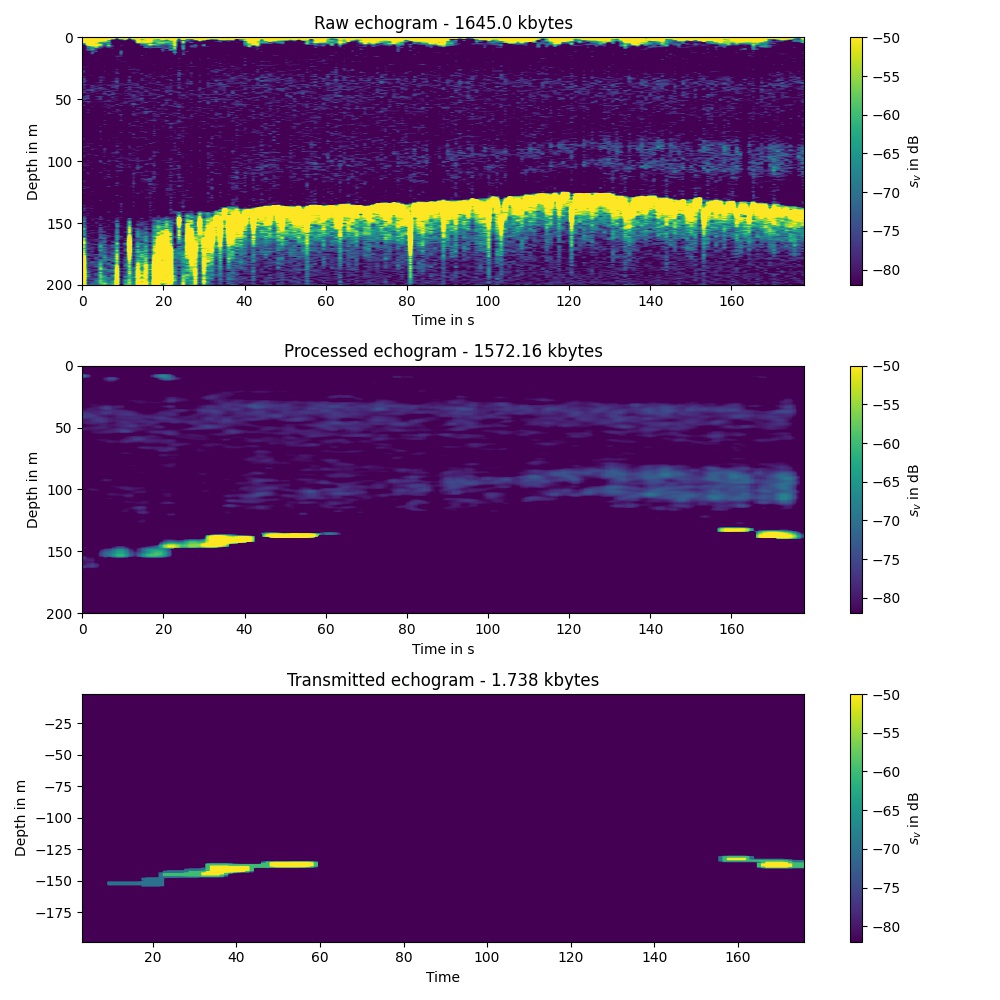 Raw echogram - 1645.0 kbytes
0
50
100
150
200
Depth in m
0 20 40 60 80 100 120 140 160
Time in s
−50
−55
−60
−65
−70
−75
−80
sv in dB
Processed echogram - 1572.16 kbytes
0
50
100
150
200
Depth in m
0 20 40 60 80 100 120 140 160
Time in s
−50
−55
−60
−65
−70
−75
−80
sv in dB
Transmitted echogram - 1.738 kbytes
−25
−50
−75
−100
−125
−150
−175
Depth in m
20 40 60 80 100 120 140 160
Time
−50
−55
−60
−65
−70
−75
−80
sv in dB